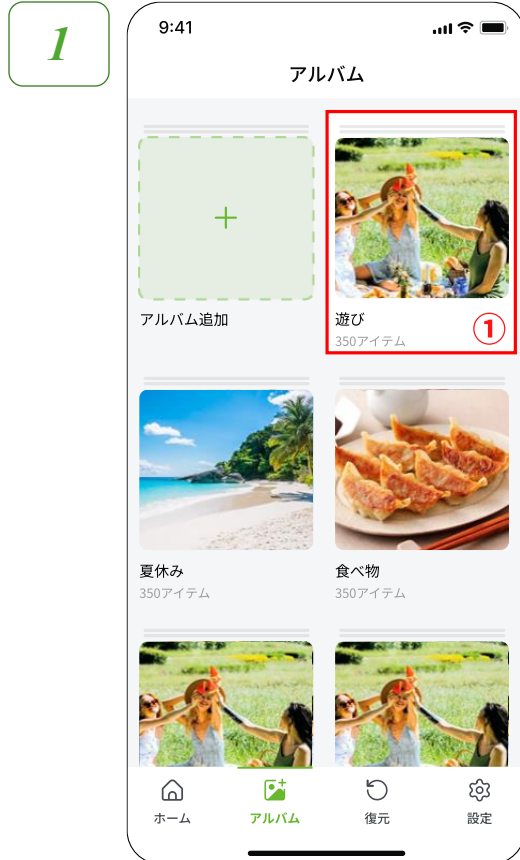 1
9:41
アルバム
アルバム追加
遊び
350アイテム
①
夏休み
350アイテム
食べ物
350アイテム
ホーム
アルバム
復元
設定